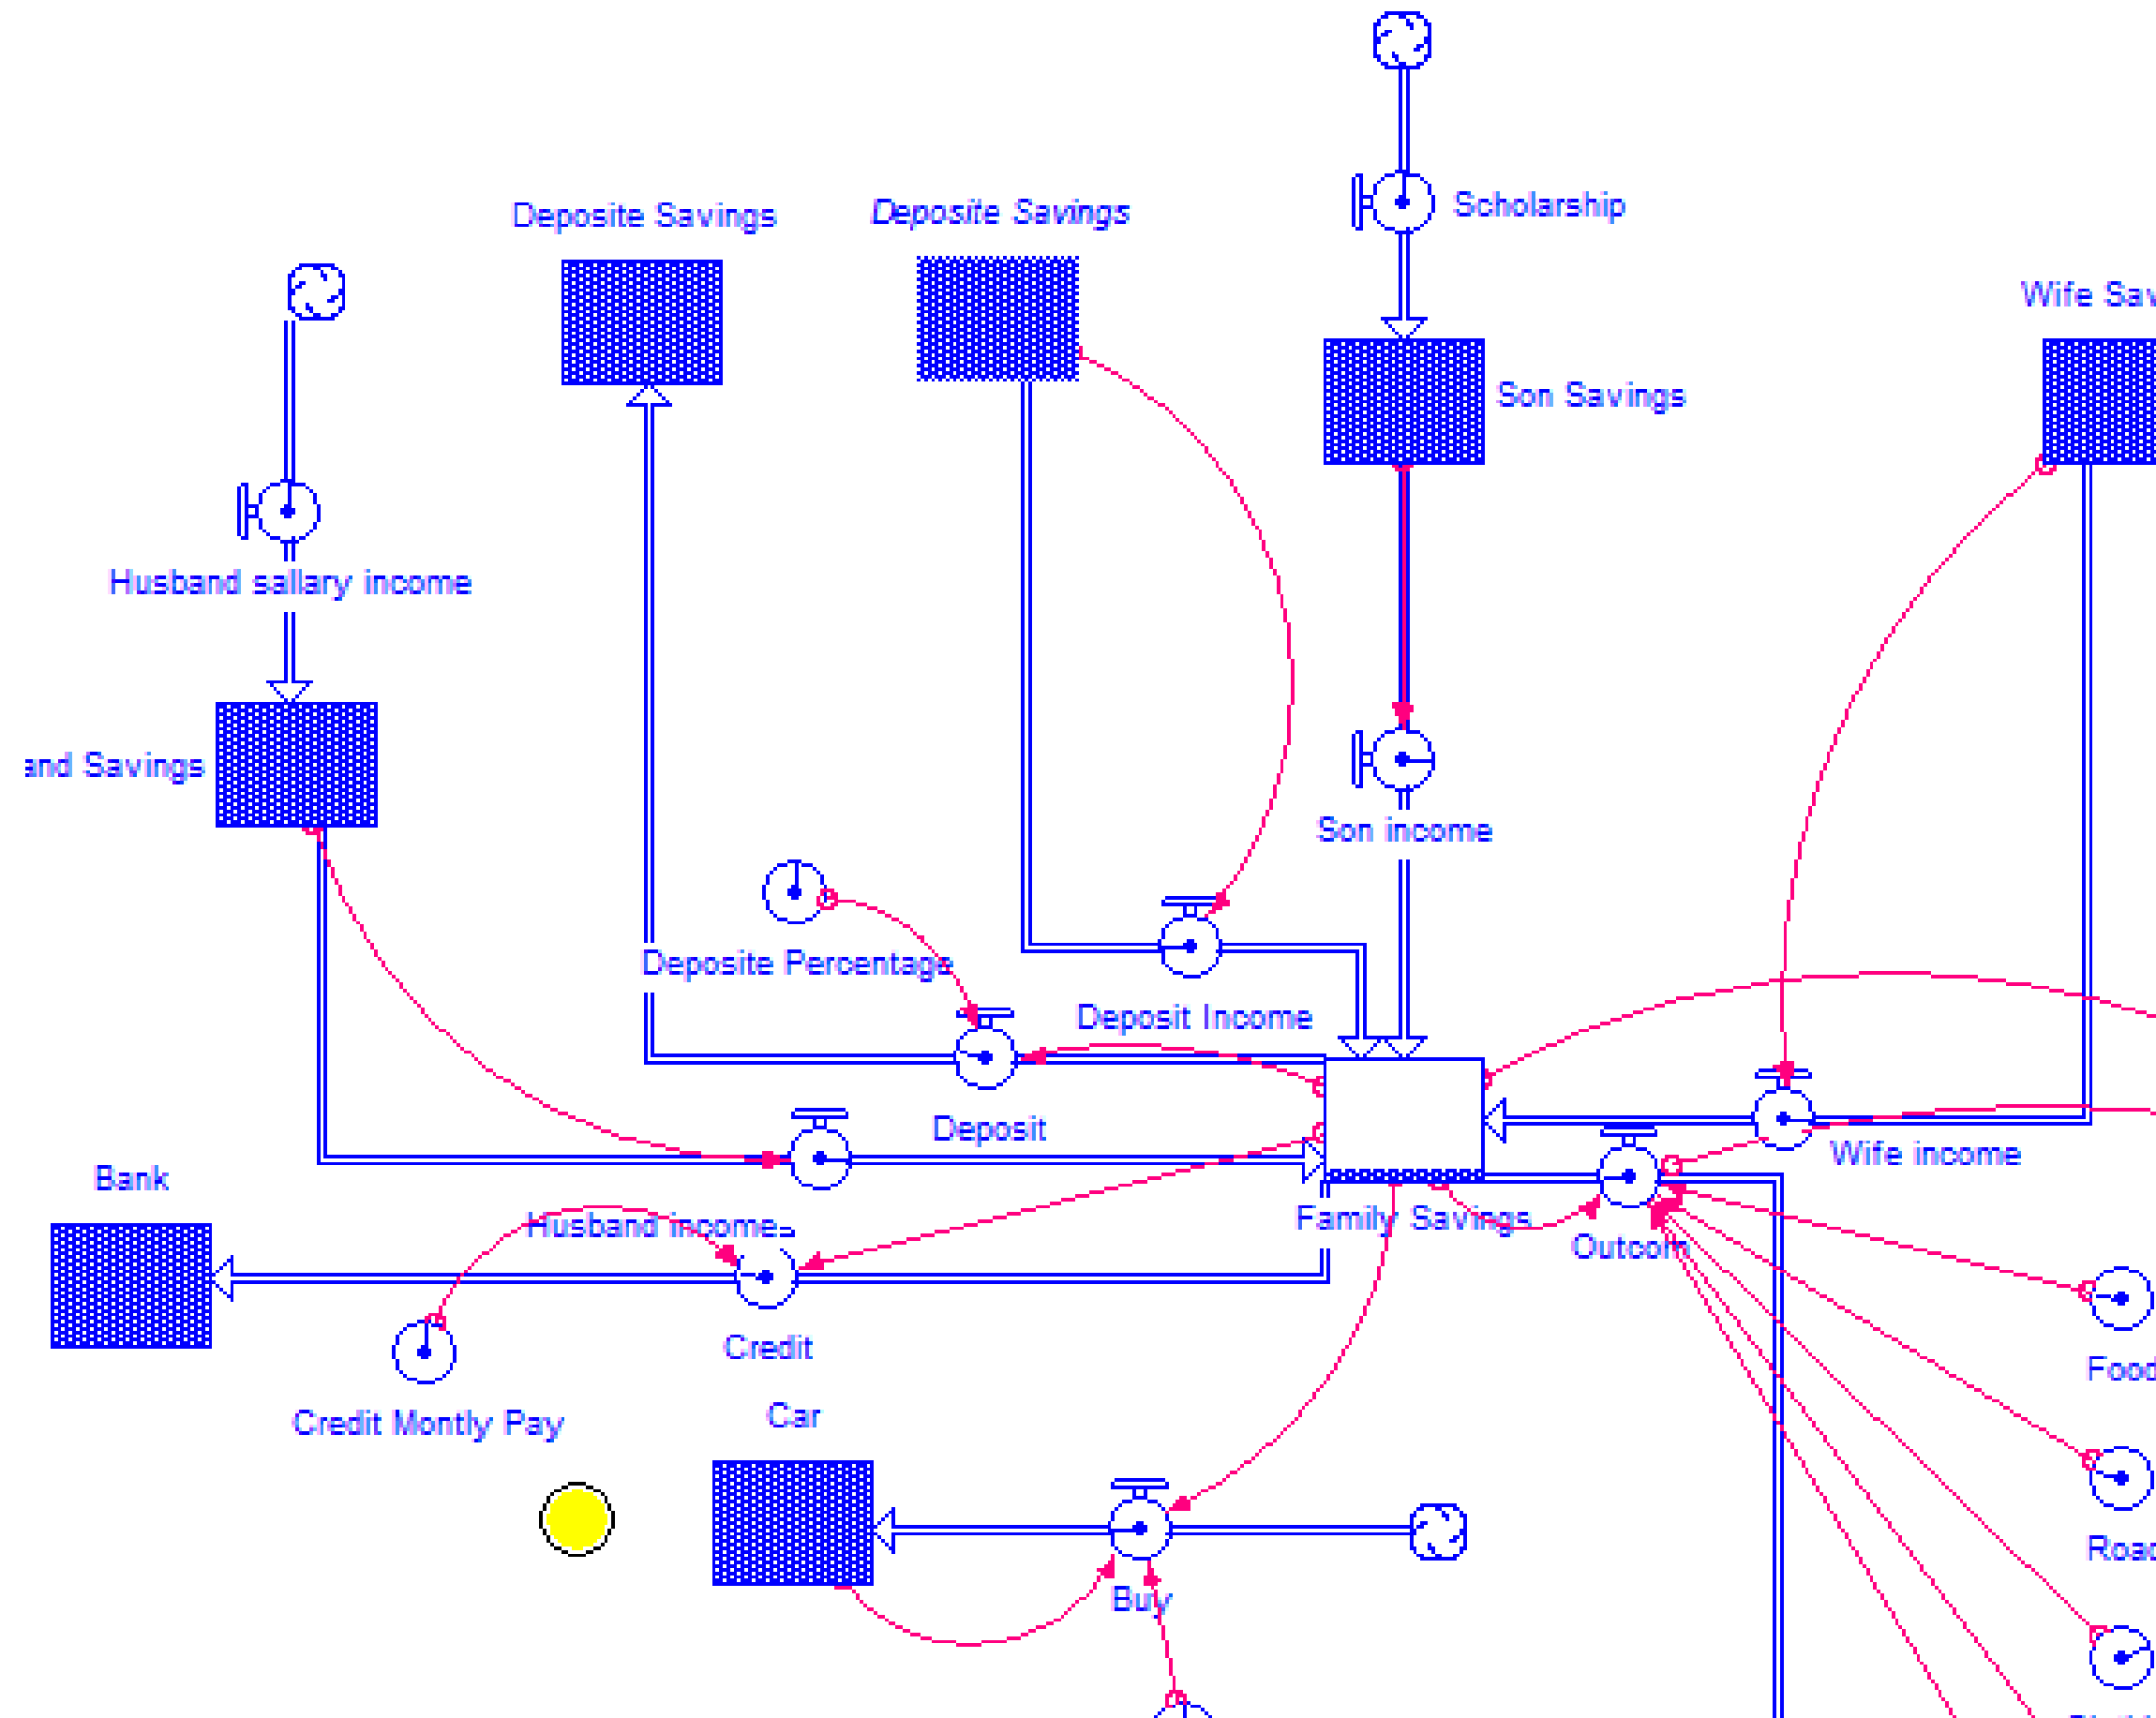 Scholarship
Deposite Savings
Deposite Savings
Wife Sav
Son Savings
Husband sallary income
and Savings
Son income
Deposite Percentage
Deposit Income
Deposit
Wife income
Bank
Husband income
Family Savings
Outcom
Credit
Food
Credit Montly Pay
Car
Road
Buy